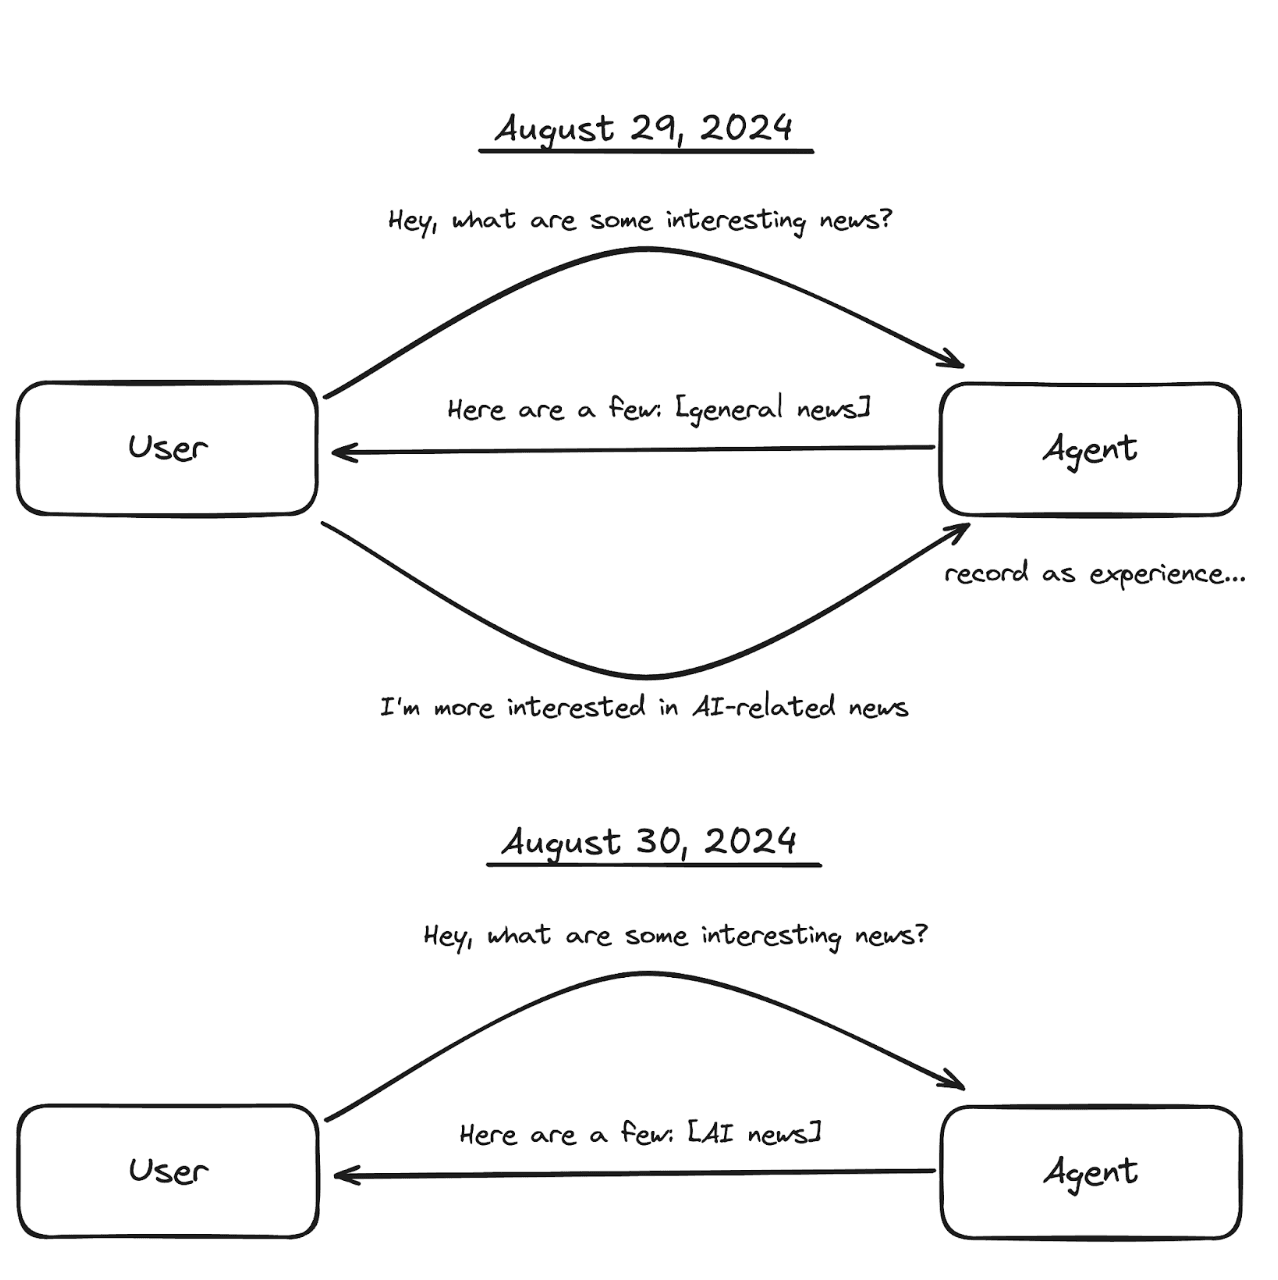 August 29, 2024
Hey, what are some interesting news?
Here are a few: [general news]
User
Agent
record as experience...
I'm more interested in AI-related news
August 30, 2024
Hey, what are some interesting news?
Here are a few: [AI news]
User
Agent